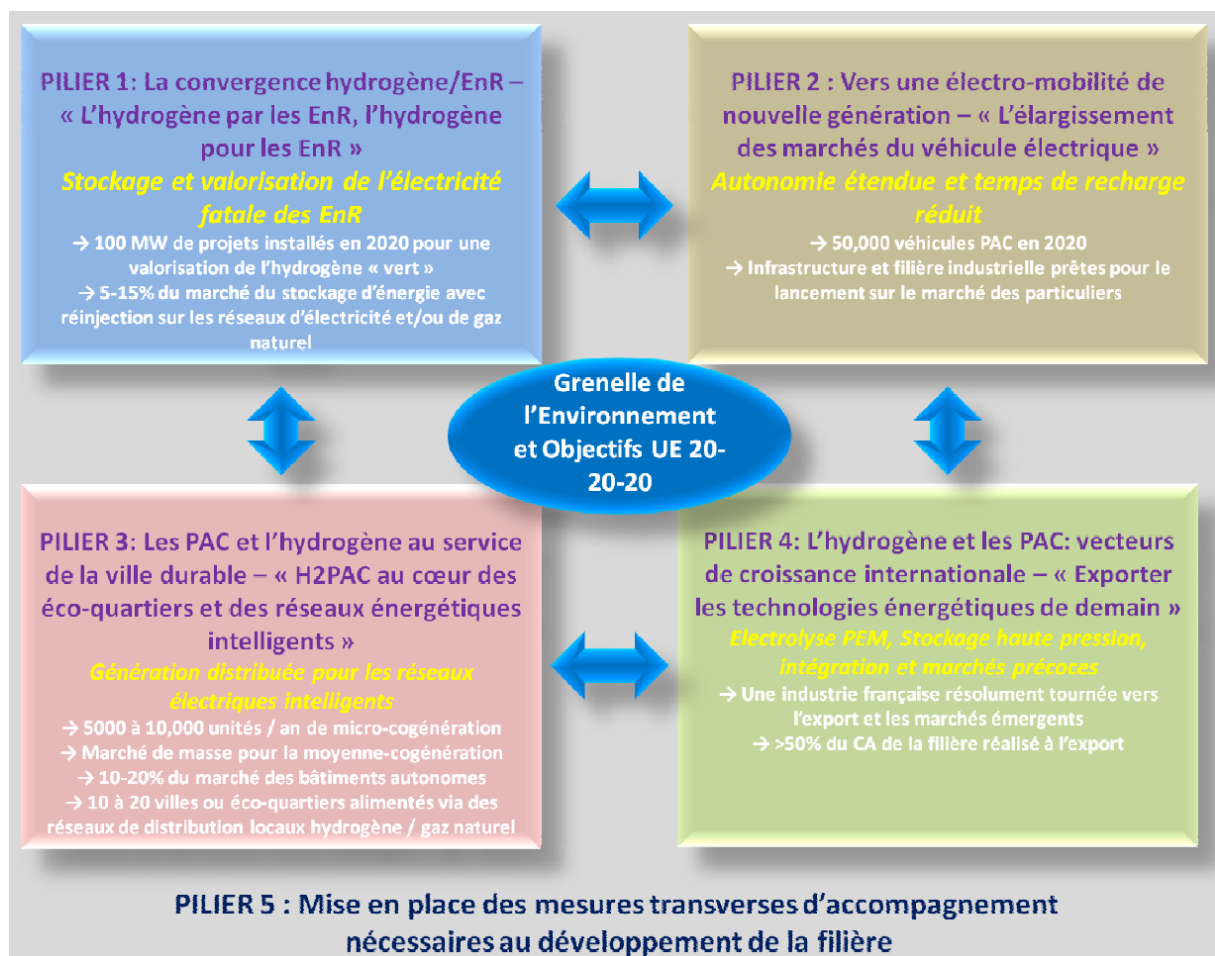 PILIER 1: La convergence hydrogène/EnR –
« L'hydrogène par les EnR, l'hydrogène
pour les EnR »
Stockage et valorisation de l'électricité
fatale des EnR
→ 100 MW de projets installés en 2020 pour une
valorisation de l'hydrogène « vert »
→ 5-15% du marché du stockage d'énergie avec
réinjection sur les réseaux d'électricité et/ou de gaz
naturel
PILIER 2 : Vers une électro-mobilité de
nouvelle génération – « L'élargissement
des marchés du véhicule électrique »
Autonomie étendue et temps de recharge
réduit
→ 50,000 véhicules PAC en 2020
→ Infrastructure et filière industrielle prêtes pour le
lancement sur le marché des particuliers
Grenelle de
l'Environnement
et Objectifs UE 20-
20-20
PILIER 3: Les PAC et l'hydrogène au service
de la ville durable – « H2PAC au cœur des
éco-quartiers et des réseaux énergétiques
intelligents »
Génération distribuée pour les réseaux
électriques intelligents
→ 5000 à 10,000 unités / an de micro-cogénération
→ Marché de masse pour la moyenne-cogénération
→ 10-20% du marché des bâtiments autonomes
→ 10 à 20 villes ou éco-quartiers alimentés via des
réseaux de distribution locaux hydrogène / gaz naturel
PILIER 4: L'hydrogène et les PAC: vecteurs
de croissance internationale – « Exporter
les technologies énergétiques de demain »
Electrolyse PEM, Stockage haute pression,
intégration et marchés précoces
→ Une industrie française résolument tournée vers
l'export et les marchés émergents
→ >50% du CA de la filière réalisé à l'export
PILIER 5 : Mise en place des mesures transverses d'accompagnement
nécessaires au développement de la filière